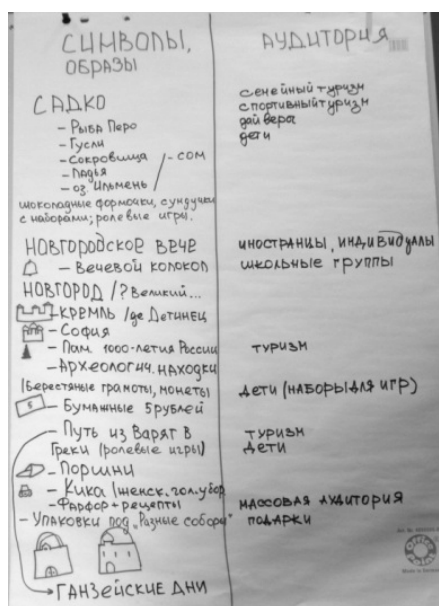 СИМВОЛЫ,
ОБРАЗЫ
АУДИТОРИЯ
САДКО
семейный туризм
спортивный туризм
дайверы
дети
– Рыба Перо
– Гусли
– Сокровища /– СОМ
– Ладья
– оз. Ильмень
шоколадные формочки, сундучки
с наборами; ролевые игры.
НОВГОРОДСКОЕ ВЕЧЕ
ИНОСТРАНЦЫ, ИНДИВИДУАЛЫ
– Вечевой колокол
школьные группы
НОВГОРОД /? Великий...
– КРЕМЛЬ /де Детинец
– София
– Пам. 1000-летия России
ТУРИЗМ
– Археологич. находки
(Берестяные грамоты, монеты)
ДЕТИ (НАБОРЫ ДЛЯ ИГР)
5
– Бумажные 5 рублей
– Путь из Варяг в
Греки (ролевые игры)
ТУРИЗМ
ДЕТИ
– Поршни
– Кика (женск. гол. убор
– Фарфор + рецепты
МАССОВАЯ АУДИТОРИЯ
– Упаковки под „Разные соборы"
ПОДАРКИ
ГАНЗЕЙСКИЕ ДНИ